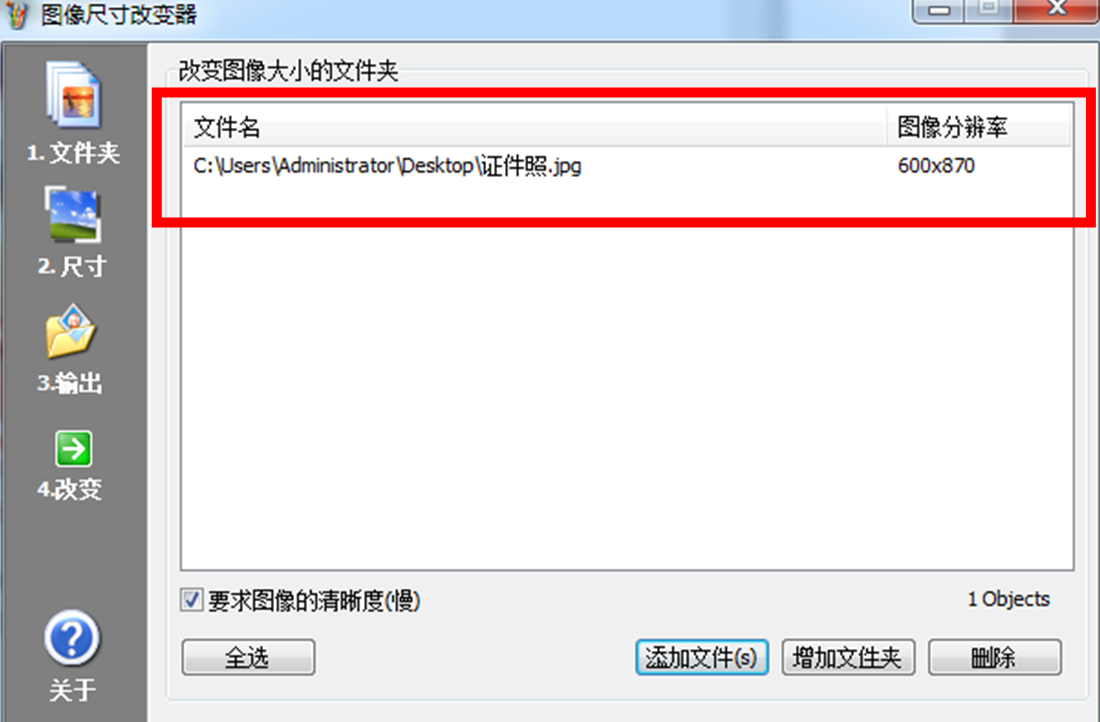 图像尺寸改变器
改变图像大小的文件夹
文件名 图像分辨率
C:\Users\Administrator\Desktop\证件照.jpg 600x870
1.文件夹
2.尺寸
3.输出
4.改变
关于
要求图像的清晰度(慢) 1 Objects
全选 添加文件(s) 增加文住夹 删除